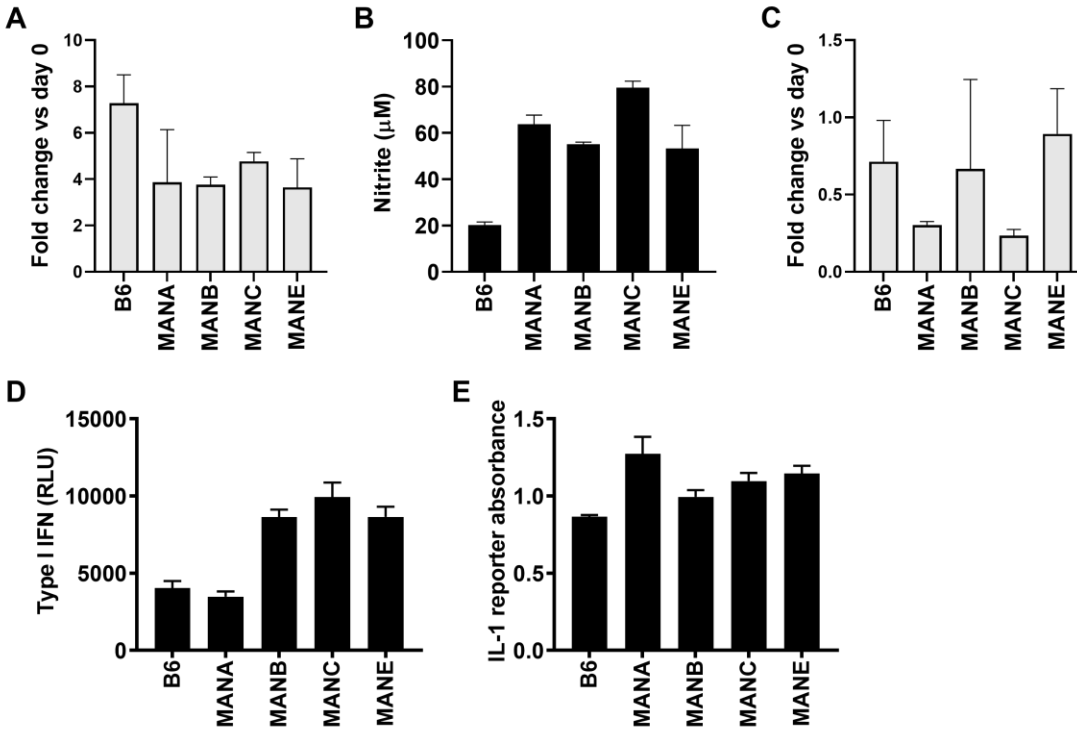 A
Fold change vs day 0
10
8
6
4
2
0
B6
MANA
MANB
MANC
MANE
B
Nitrite (μM)
100
80
60
40
20
0
B6
MANA
MANB
MANC
MANE
C
Fold change vs day 0
1.5
1.0
0.5
0.0
B6
MANA
MANB
MANC
MANE
D
Type I IFN (RLU)
15000
10000
5000
0
B6
MANA
MANB
MANC
MANE
E
IL-1 reporter absorbance
1.5
1.0
0.5
0.0
B6
MANA
MANB
MANC
MANE